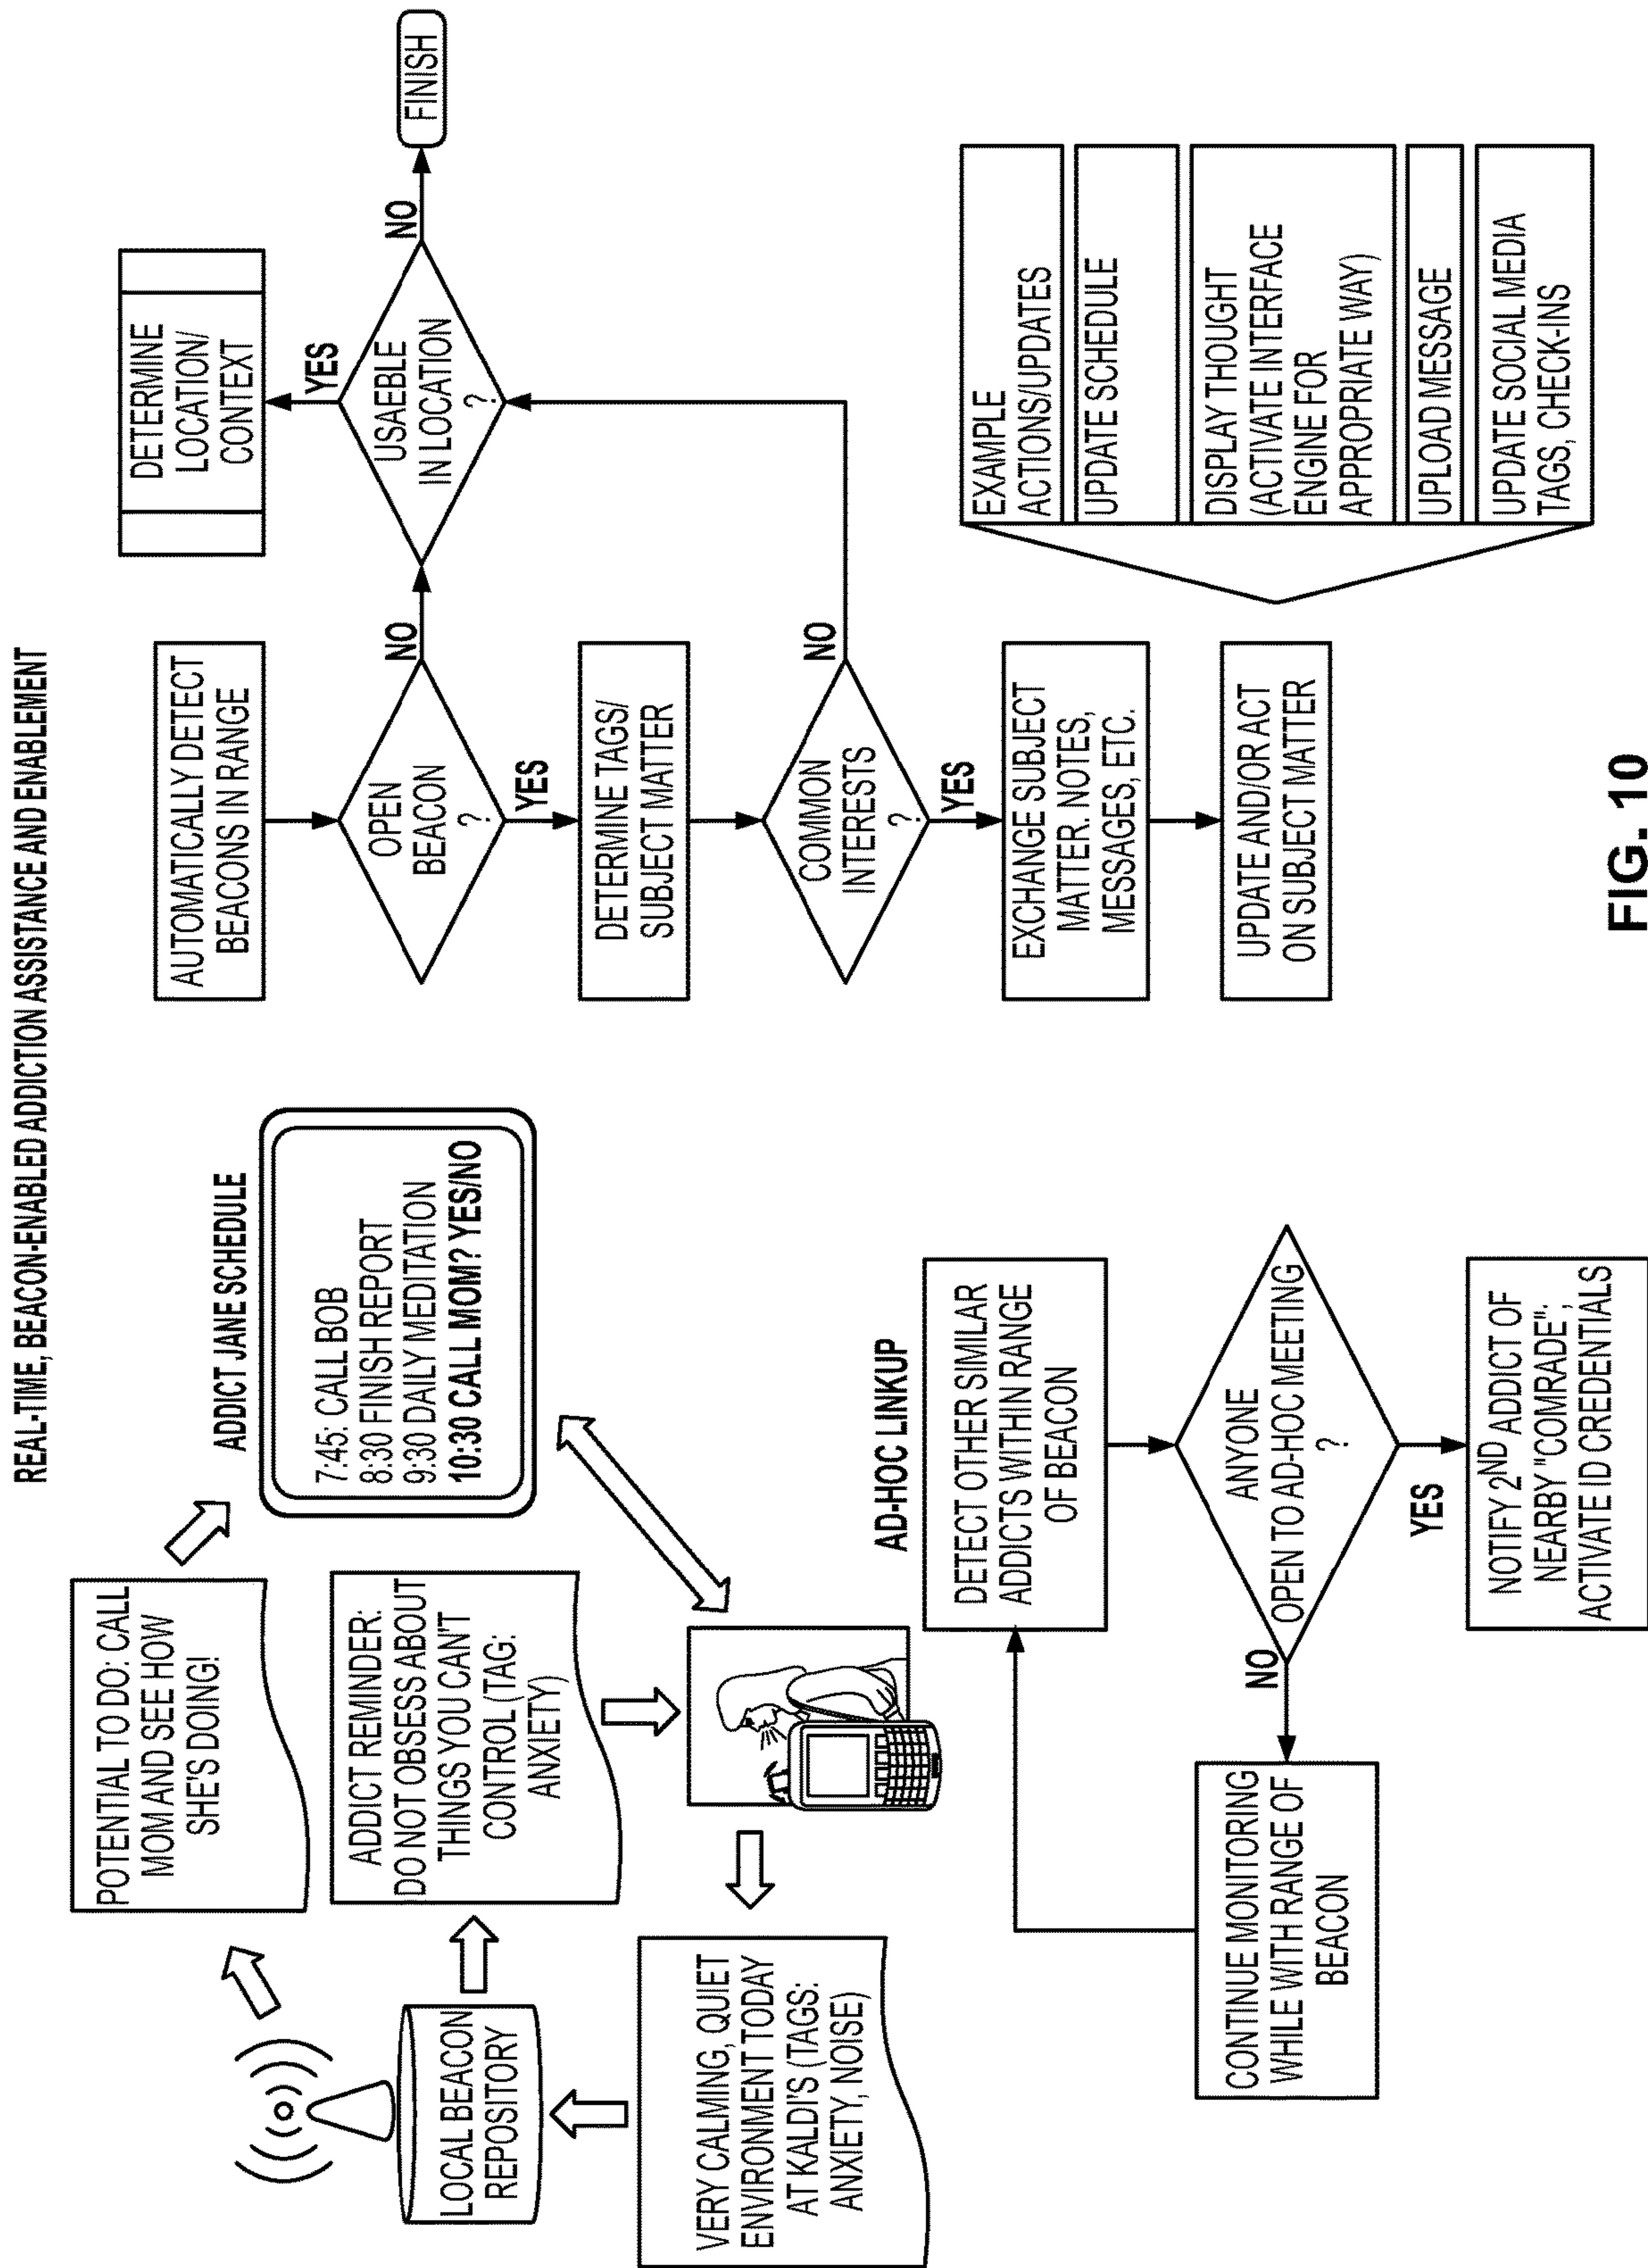 REAL-TIME, BEACON-ENABLED ADDICTION ASSISTANCE AND ENABLEMENT
POTENTIAL TO DO: CALL
MOM AND SEE HOW
SHE'S DOING!
ADDICT JANE SCHEDULE
7:45: CALL BOB
8:30 FINISH REPORT
9:30 DAILY MEDITATION
10:30 CALL MOM? YES/NO
LOCAL BEACON
REPOSITORY
ADDICT REMINDER:
DO NOT OBSESS ABOUT
THINGS YOU CAN'T
CONTROL (TAG:
ANXIETY)
VERY CALMING, QUIET
ENVIRONMENT TODAY
AT KALDI'S (TAGS:
ANXIETY, NOISE)
AD-HOC LINKUP
DETECT OTHER SIMILAR
ADDICTS WITHIN RANGE
OF BEACON
ANYONE
OPEN TO AD-HOC MEETING
?
NO
YES
CONTINUE MONITORING
WHILE WITH RANGE OF
BEACON
NOTIFY 2ND ADDICT OF
NEARBY "COMRADE".
ACTIVATE ID CREDENTIALS
AUTOMATICALLY DETECT
BEACONS IN RANGE
OPEN
BEACON
?
NO
YES
DETERMINE
LOCATION/
CONTEXT
YES
USAEBLE
IN LOCATION
?
NO
FINISH
DETERMINE TAGS/
SUBJECT MATTER
COMMON
INTERESTS
?
NO
YES
EXCHANGE SUBJECT
MATTER. NOTES,
MESSAGES, ETC.
UPDATE AND/OR ACT
ON SUBJECT MATTER
EXAMPLE
ACTIONS/UPDATES
UPDATE SCHEDULE
DISPLAY THOUGHT
(ACTIVATE INTERFACE
ENGINE FOR
APPROPRIATE WAY)
UPLOAD MESSAGE
UPDATE SOCIAL MEDIA
TAGS, CHECK-INS
FIG. 10